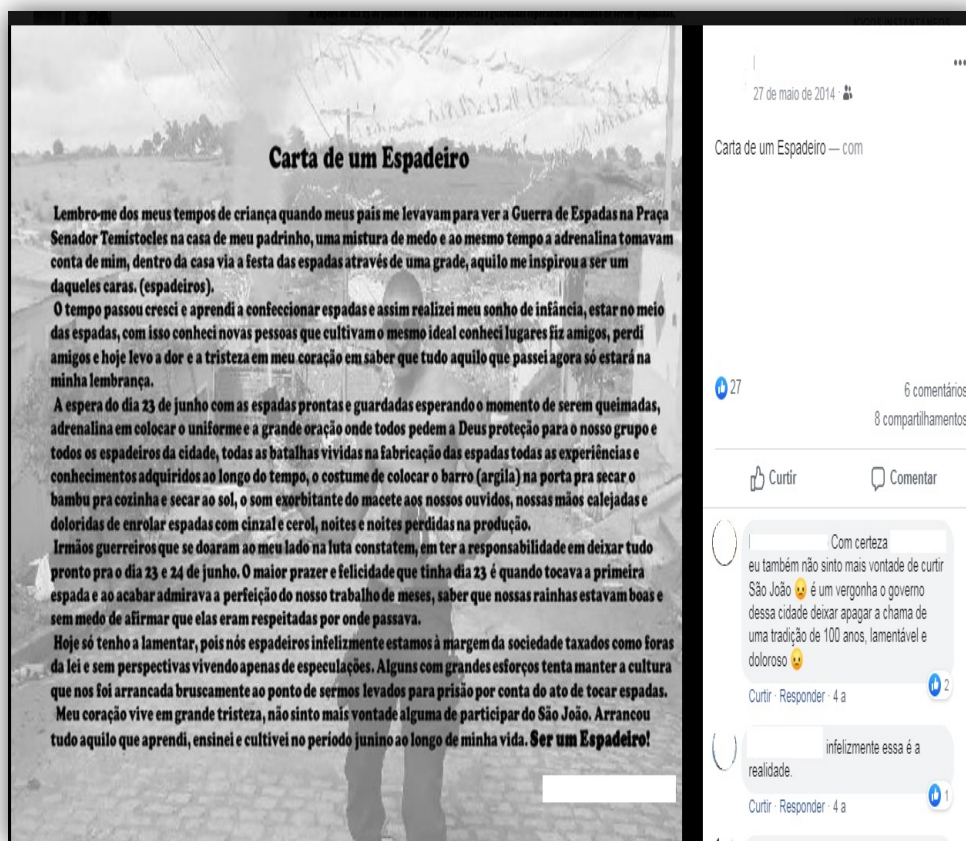 Carta de um Espadeiro
Lembro-me dos meus tempos de criança quando meus pais me levavam para ver a Guerra de Espadas na Praça
Senador Temistocles na casa de meu padrinho, uma mistura de medo e ao mesmo tempo a adrenalina tomavam
conta de mim, dentro da casa via a festa das espadas através de uma grade, aquilo me inspirou a ser um
daqueles caras. (espadeiros).
O tempo passou cresci e aprendi a confeccionar espadas e assim realizei meu sonho de infância, estar no meio
das espadas, com isso conheci novas pessoas que cultivam o mesmo ideal conheci lugares fiz amigos, perdi
amigos e hoje levo a dor e a tristeza em meu coração em saber que tudo aquilo que passei agora só estará na
minha lembrança.
A espera do dia 23 de junho com as espadas prontas e guardadas esperando o momento de serem queimadas,
adrenalina em colocar o uniforme e a grande oração onde todos pedem a Deus proteção para o nosso grupo e
todos os espadeiros da cidade, todas as batalhas vividas na fabricação das espadas todas as experiências e
conhecimentos adquiridos ao longo do tempo, o costume de colocar o barro (argila) na porta pra secar o
bambu pra cozinha e secar ao sol, o som exorbitante do macete aos nossos ouvidos, nossas mãos calejadas e
doloridas de enrolar espadas com cinzal e cerol, noites e noites perdidas na produção.
Irmãos guerreiros que se doaram ao meu lado na luta constatem, em ter a responsabilidade em deixar tudo
pronto pra o dia 23 e 24 de junho. O maior prazer e felicidade que tinha dia 23 é quando tocava a primeira
espada e ao acabar admirava a perfeição do nosso trabalho de meses, saber que nossas rainhas estavam boas e
sem medo de afirmar que elas eram respeitadas por onde passava.
Hoje só tenho a lamentar, pois nós espadeiros infelizmente estamos à margem da sociedade taxados como foras
da lei e sem perspectivas vivendo apenas de especulações. Alguns com grandes esforços tenta manter a cultura
que nos foi arrancada bruscamente ao ponto de sermos levados para prisão por conta do ato de tocar espadas.
Meu coração vive em grande tristeza, não sinto mais vontade alguma de participar do São João. Arrancou
tudo aquilo que aprendi, ensinei e cultivei no período junino ao longo de minha vida. Ser um Espadeiro!
27 de maio de 2014
Carta de um Espadeiro — com
27
6 comentários
8 compartilhamentos
Curtir Comentar
Com certeza
eu também não sinto mais vontade de curtir
São João 😠 é um vergonha o governo
dessa cidade deixar apagar a chama de
uma tradição de 100 anos, lamentável e
doloroso 😠
2
Curtir · Responder · 4 a
infelizmente essa é a
realidade.
1
Curtir · Responder · 4 a